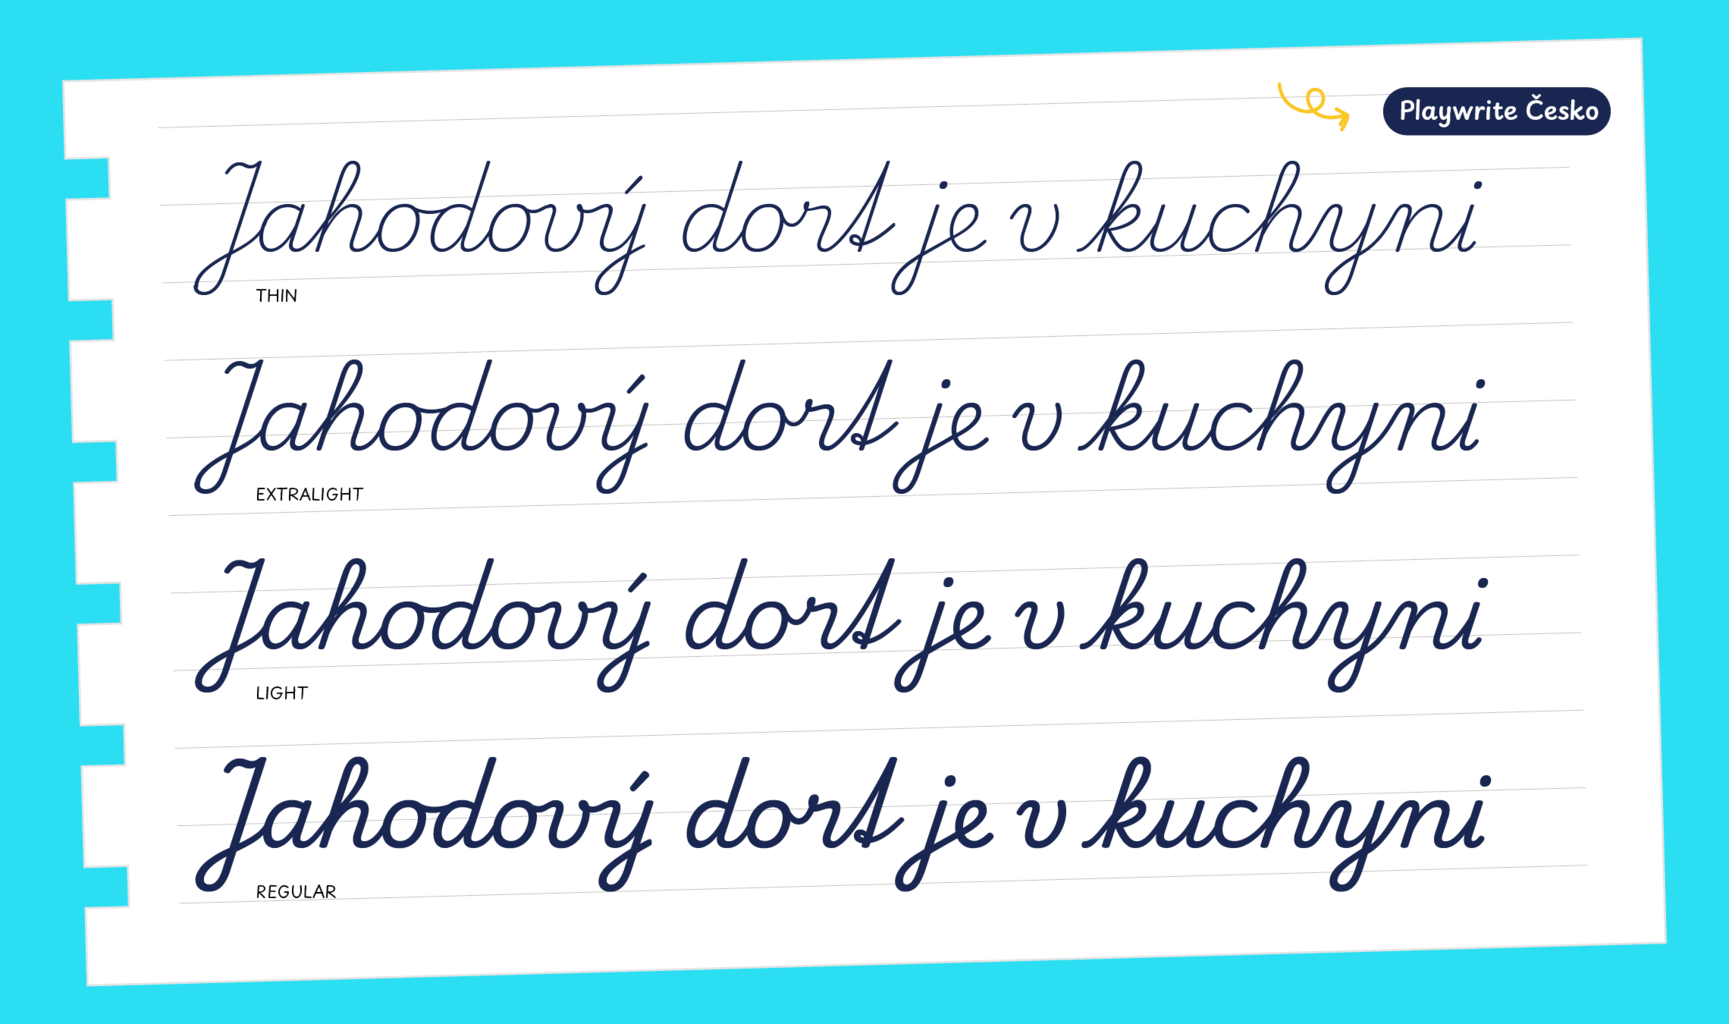 Playwrite Česko
Jahodový dort je v kuchyni
THIN
Jahodový dort je v kuchyni
EXTRALIGHT
Jahodový dort je v kuchyni
LIGHT
Jahodový dort je v kuchyni
REGULAR